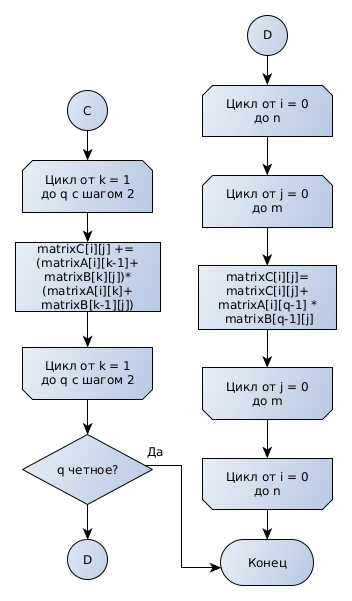 C
Цикл от k = 1
до q с шагом 2
matrixC[i][j] +=
(matrixA[i][k-1]+
matrixB[k][j])*
(matrixA[i][k]+
matrixB[k-1][j])
Цикл от k = 1
до q с шагом 2
q четное?
Да
D
D
Цикл от i = 0
до n
Цикл от j = 0
до m
matrixC[i][j]=
matrixC[i][j]+
matrixA[i][q-1] *
matrixB[q-1][j]
Цикл от j = 0
до m
Цикл от i = 0
до n
Конец